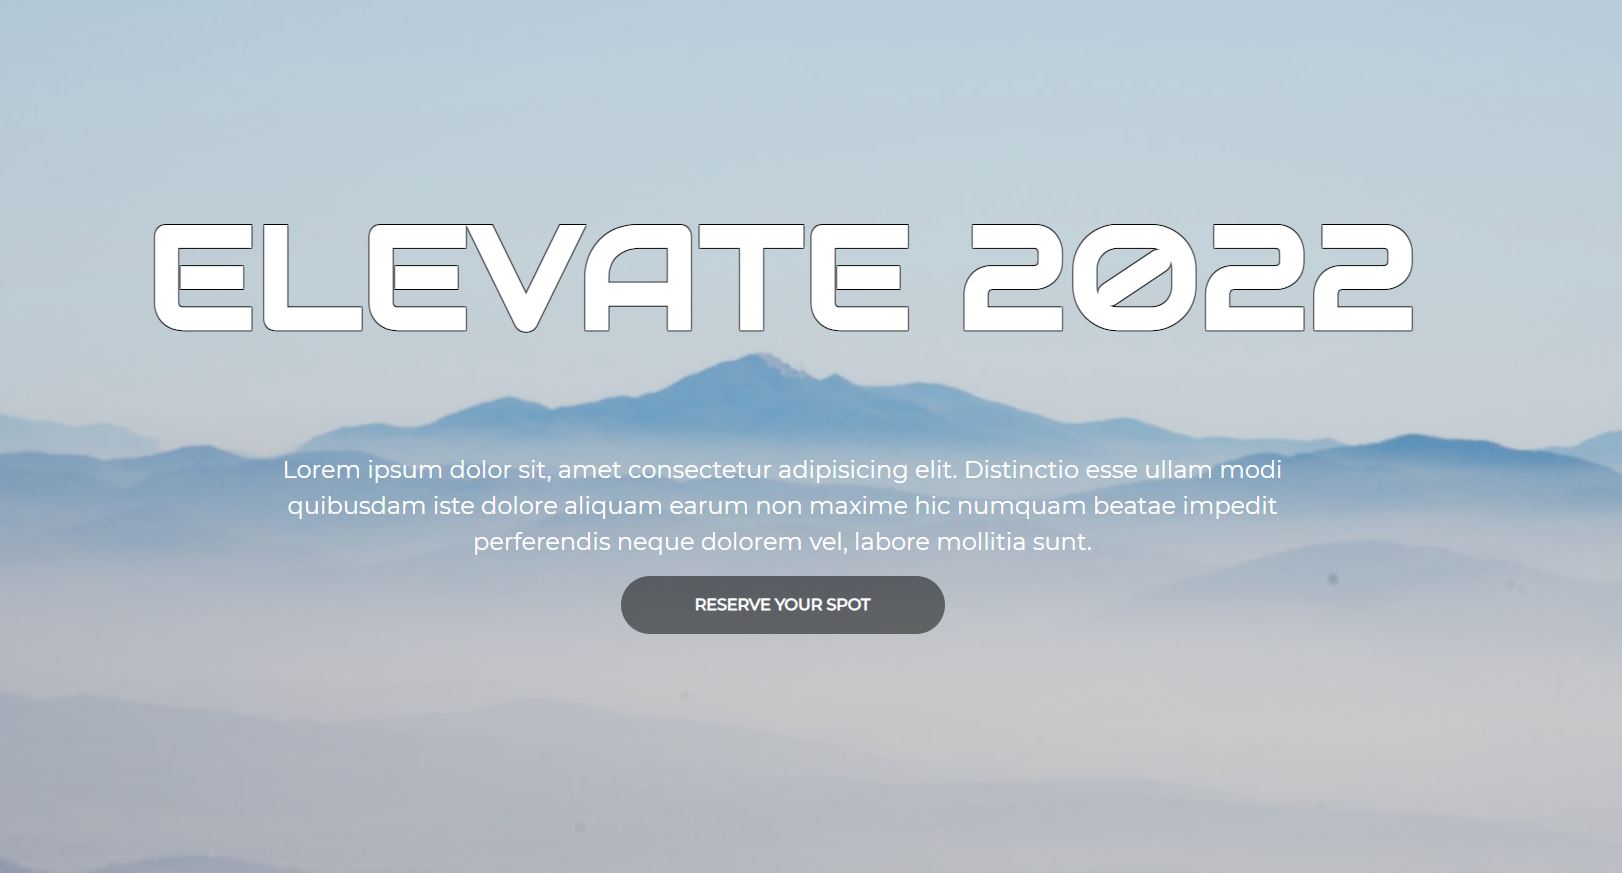 ELEVATE 2022
Lorem ipsum dolor sit, amet consectetur adipisicing elit. Distinctio esse ullam modi
quibusdam iste dolore aliquam earum non maxime hic numquam beatae impedit
perferendis neque dolorem vel, labore mollitia sunt.
RESERVE YOUR SPOT